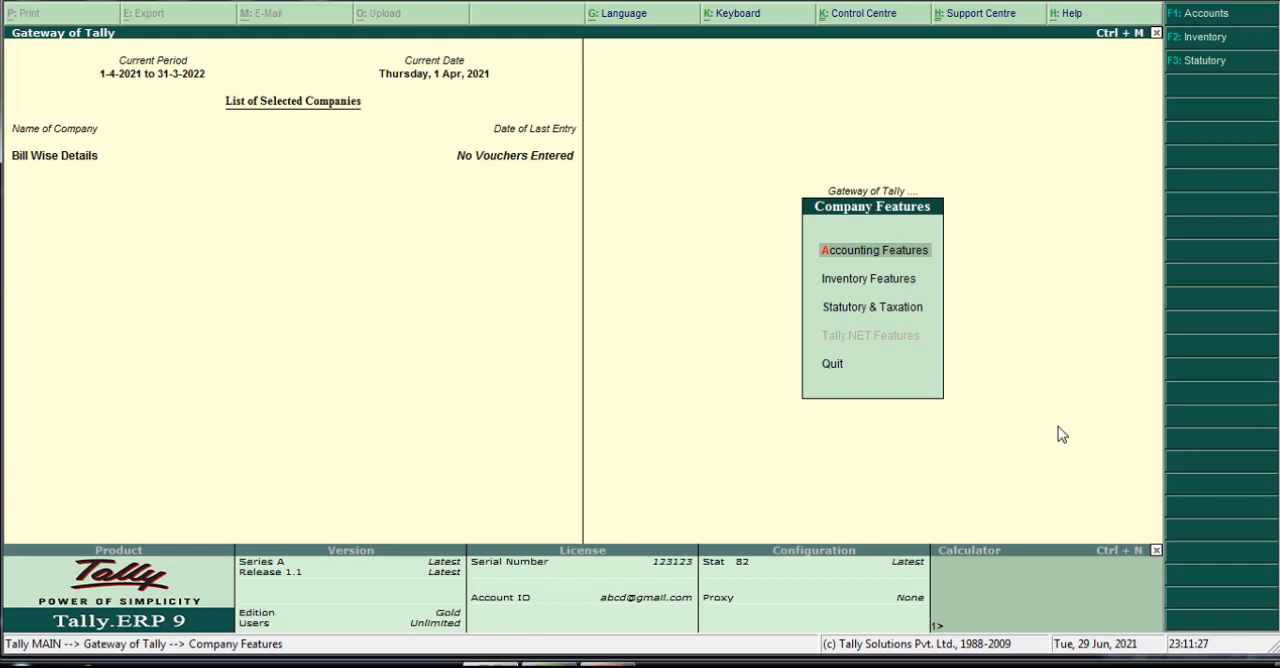 P: Print
E: Export
M: E-Mail
O: Upload
G: Language
K: Keyboard
K: Control Centre
H: Support Centre
H: Help
F1: Accounts
F2: Inventory
F3: Statutory
Gateway of Tally
Ctrl + M
Current Period
1-4-2021 to 31-3-2022
Current Date
Thursday, 1 Apr, 2021
List of Selected Companies
Name of Company
Date of Last Entry
Bill Wise Details
No Vouchers Entered
Gateway of Tally ....
Company Features
Accounting Features
Inventory Features
Statutory & Taxation
Tally.NET Features
Quit
Product
Tally
POWER OF SIMPLICITY
Tally.ERP 9
Version
Series A Latest
Release 1.1 Latest
Edition Gold
Users Unlimited
License
Serial Number 123123
Account ID abcd@gmail.com
Configuration
Stat 82 Latest
Proxy None
Calculator
Ctrl + N
1>
Tally MAIN --> Gateway of Tally --> Company Features
(c) Tally Solutions Pvt. Ltd., 1988-2009
Tue, 29 Jun, 2021
23:11:27